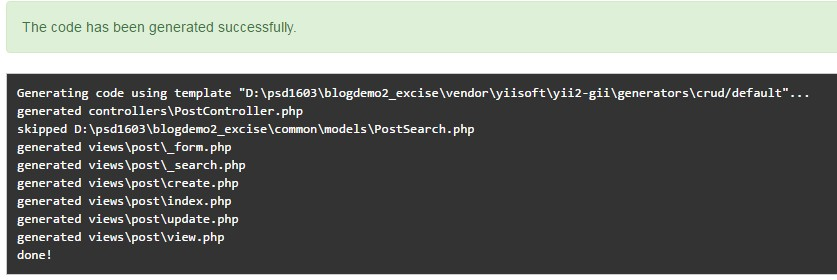 The code has been generated successfully.
Generating code using template "D:\psd1603\blogdemo2_excise\vendor\yiisoft\yii2-gii\generators\crud/default"...
generated controllers\PostController.php
skipped D:\psd1603\blogdemo2_excise\common\models\PostSearch.php
generated views\post\_form.php
generated views\post\_search.php
generated views\post\create.php
generated views\post\index.php
generated views\post\update.php
generated views\post\view.php
done!